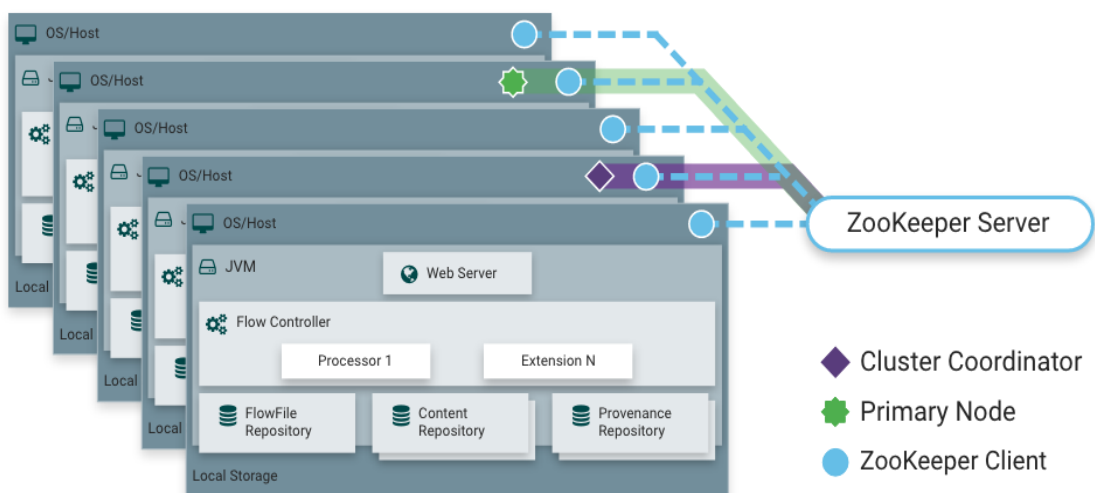 OS/Host
OS/Host
OS/Host
OS/Host
OS/Host
ZooKeeper Server
JVM
Web Server
Flow Controller
Processor 1
Extension N
FlowFile
Repository
Content
Repository
Provenance
Repository
Local Storage
Local
Local
Local
Local
Cluster Coordinator
Primary Node
ZooKeeper Client